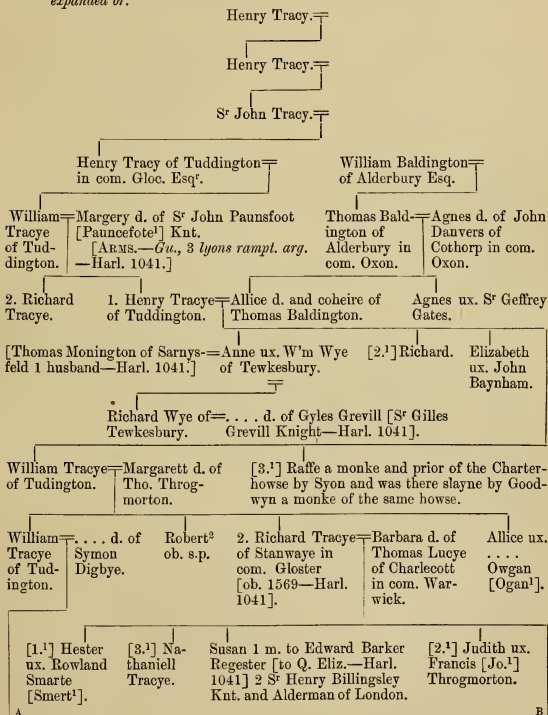 expanded or.
Henry Tracy.
Henry Tracy.
Sr John Tracy.
Henry Tracy of Tuddington
in com. Gloc. Esqr.
William Baldington
of Alderbury Esq.
William
Tracye
of Tud-
dington.
Margery d. of Sr John Paunsfoot
[Pauncefote1] Knt.
[ARMS.—Gu., 3 lyons rampt. arg.
—Harl. 1041.]
Thomas Bald-
ington of
Alderbury in
com. Oxon.
Agnes d. of John
Danvers of
Cothorp in com.
Oxon.
2. Richard
Tracye.
1. Henry Tracye
of Tuddington.
Allice d. and coheire of
Thomas Baldington.
Agnes ux. Sr Geffrey
Gates.
[Thomas Monington of Sarnys-
feld 1 husband—Harl. 1041.]
Anne ux. W'm Wye
of Tewkesbury.
[2.1] Richard.
Elizabeth
ux. John
Baynham.
Richard Wye of
Tewkesbury.
. . . . d. of Gyles Grevill [Sr Gilles
Grevill Knight—Harl. 1041].
William Tracye
of Tudington.
Margarett d. of
Tho. Throg-
morton.
[3.1] Raffe a monke and prior of the Charter-
howse by Syon and was there slayne by Good-
wyn a monke of the same howse.
William
Tracye
of Tud-
ington.
. . . . d. of
Symon
Digbye.
Robert2
ob. s.p.
2. Richard Tracye
of Stanwaye in
com. Gloster
[ob. 1569—Harl.
1041].
Barbara d. of
Thomas Lucye
of Charlecott
in com. War-
wick.
Allice ux.
. . . .
Owgan
[Ogan1].
[1.1] Hester
ux. Rowland
Smarte
[Smert1].
[3.1] Na-
thaniell
Tracye.
Susan 1 m. to Edward Barker
Regester [to Q. Eliz.—Harl.
1041] 2 Sr Henry Billingsley
Knt. and Alderman of London.
[2.1] Judith ux.
Francis [Jo.1]
Throgmorton.
A
B